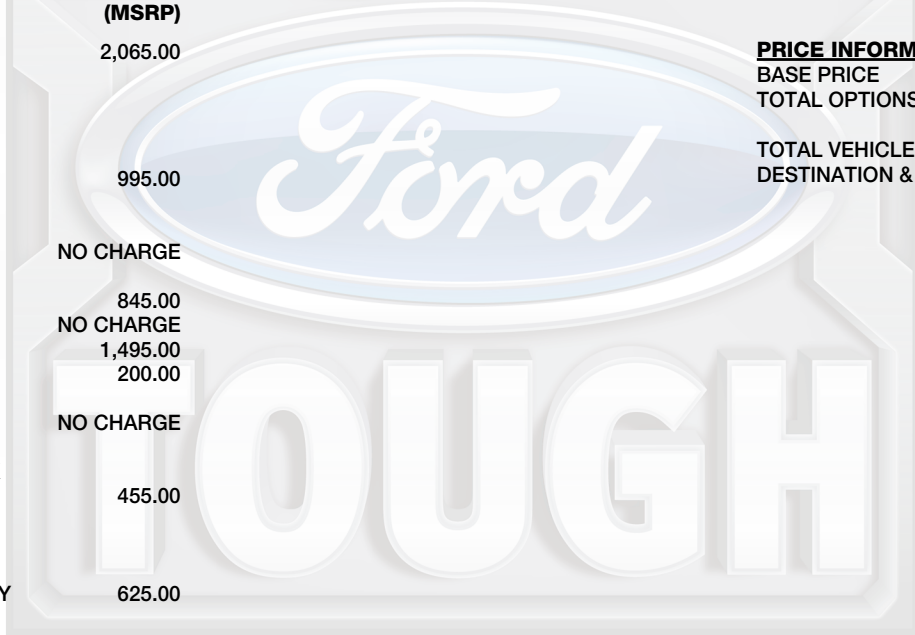 (MSRP)
2,065.00
995.00
NO CHARGE
845.00
NO CHARGE
1,495.00
200.00
NO CHARGE
455.00
Y 625.00
PRICE INFORM
BASE PRICE
TOTAL OPTIONS
TOTAL VEHICLE
DESTINATION &
Ford
TOUGH